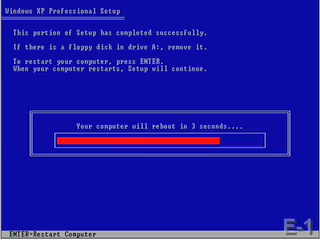 Windows XP Professional Setup
This portion of Setup has completed successfully.
If there is a floppy disk in drive A:, remove it.
To restart your computer, press ENTER.
When your computer restarts, Setup will continue.
Your computer will reboot in 3 seconds....
ENTER=Restart Computer
E-1